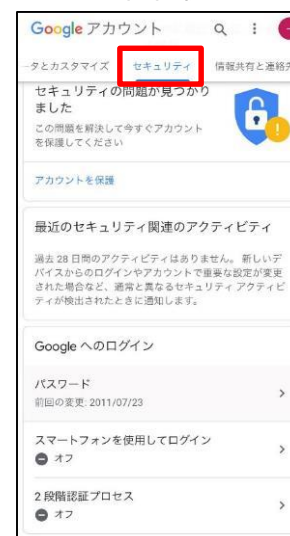 Google アカウント
ータとカスタマイズ セキュリティ 情報共有と連絡先
セキュリティの問題が見つかり
ました
この問題を解決して今すぐアカウント
を保護してください
アカウントを保護
最近のセキュリティ関連のアクティビティ
過去 28 日間のアクティビティはありません。 新しいデ
バイスからのログインやアカウントで重要な設定が変更
された場合など、通常と異なるセキュリティ アクティビ
ティが検出されたときに通知します。
Google へのログイン
パスワード
前回の変更: 2011/07/23
スマートフォンを使用してログイン
オフ
2 段階認証プロセス
オフ